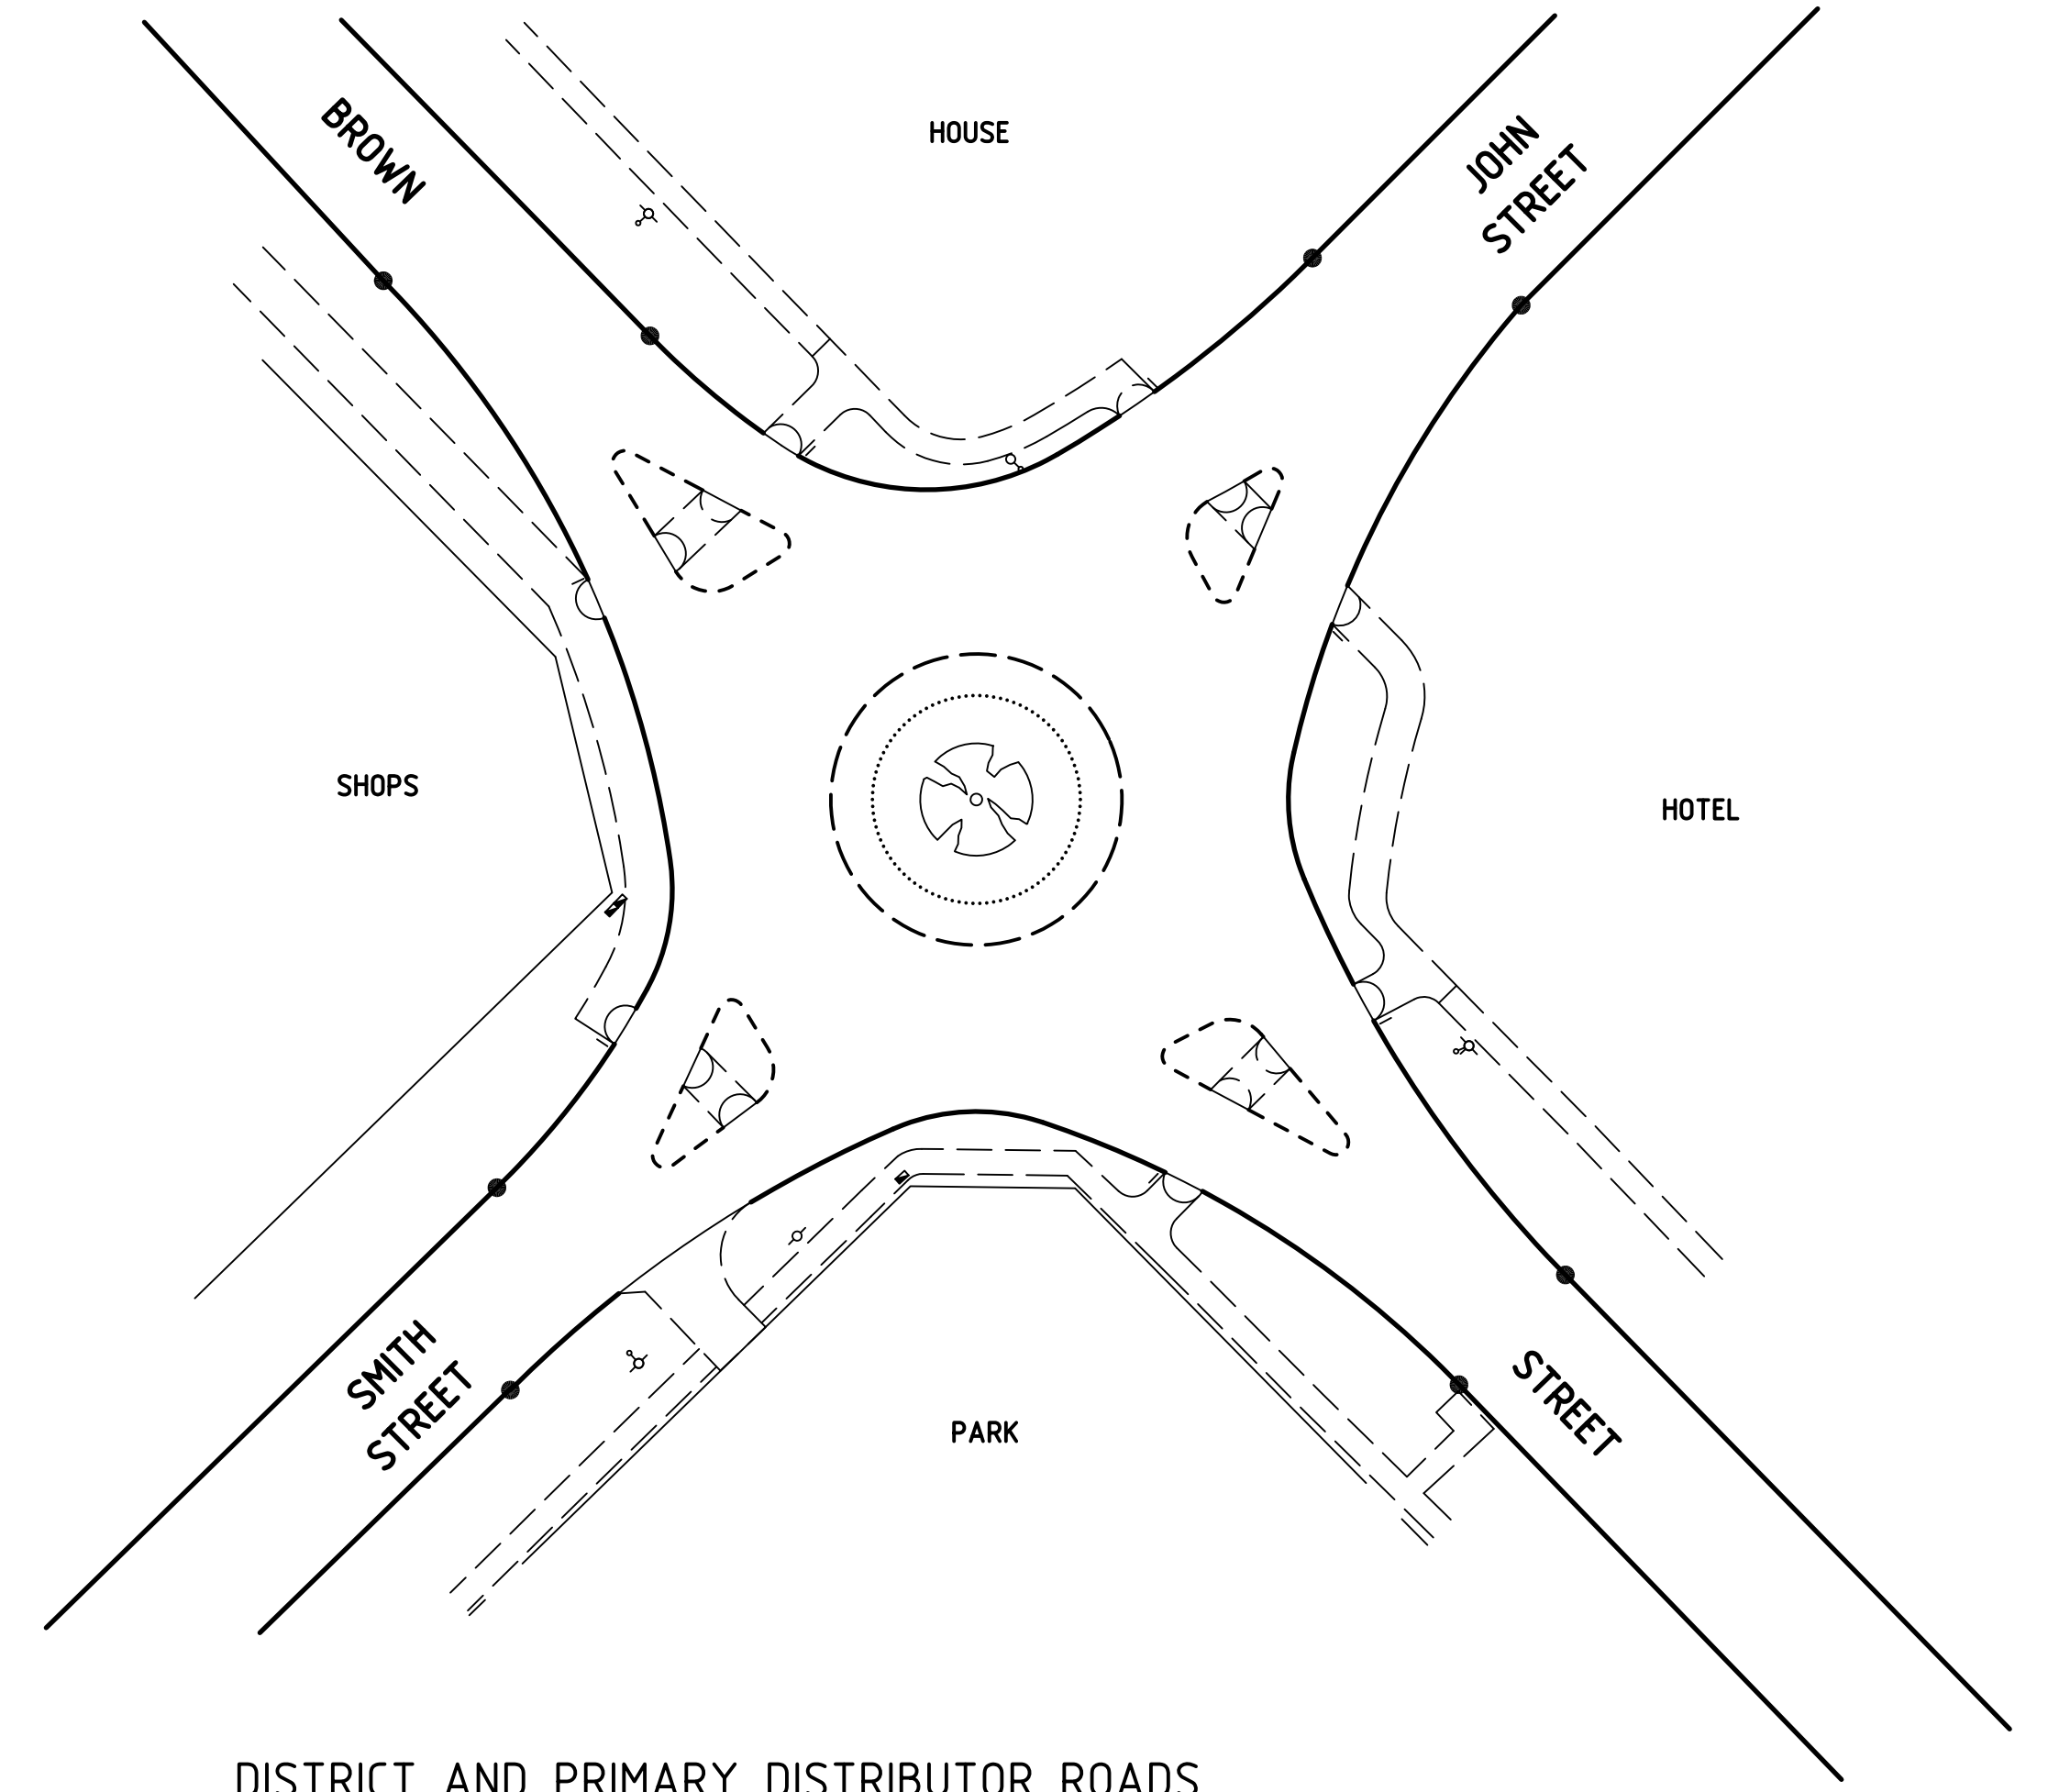 BROWN
HOUSE
JOHN
STREET
SHOPS
HOTEL
SMITH
STREET
PARK
STREET
DISTRICT AND PRIMARY DISTRIBUTOR ROADS